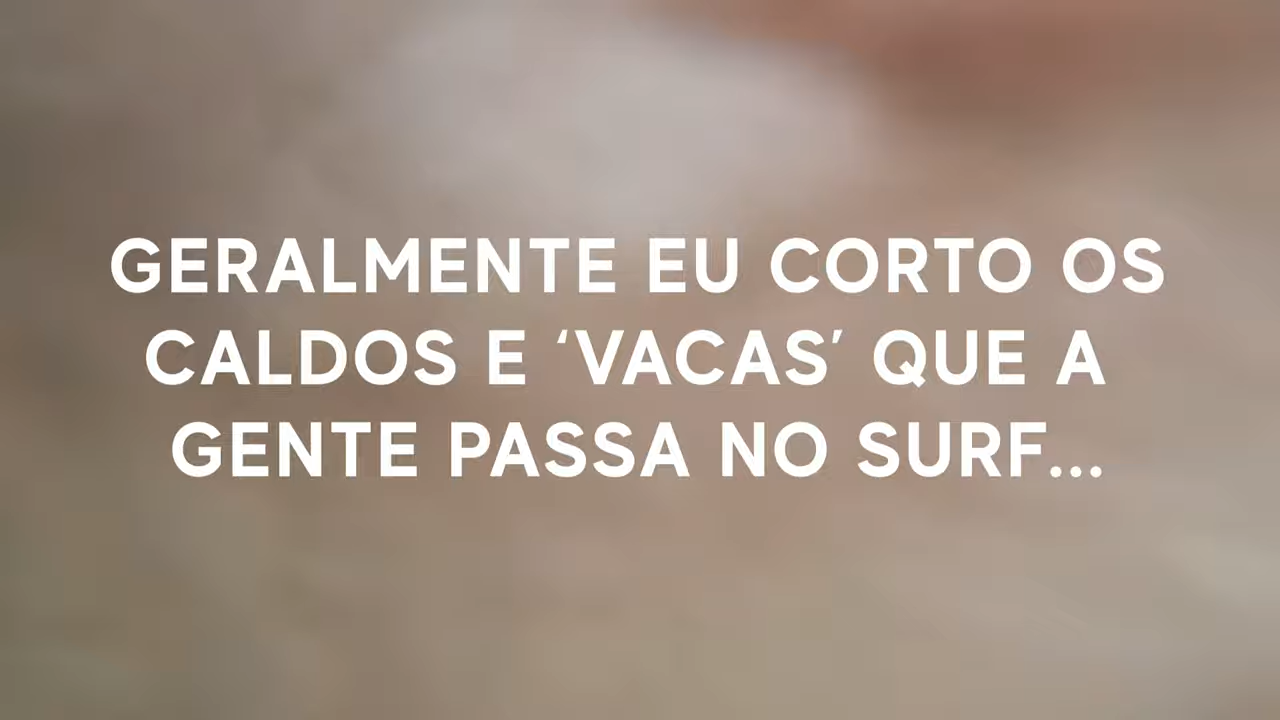 GERALMENTE EU CORTO OS
CALDOS E ‘VACAS’ QUE A
GENTE PASSA NO SURF...